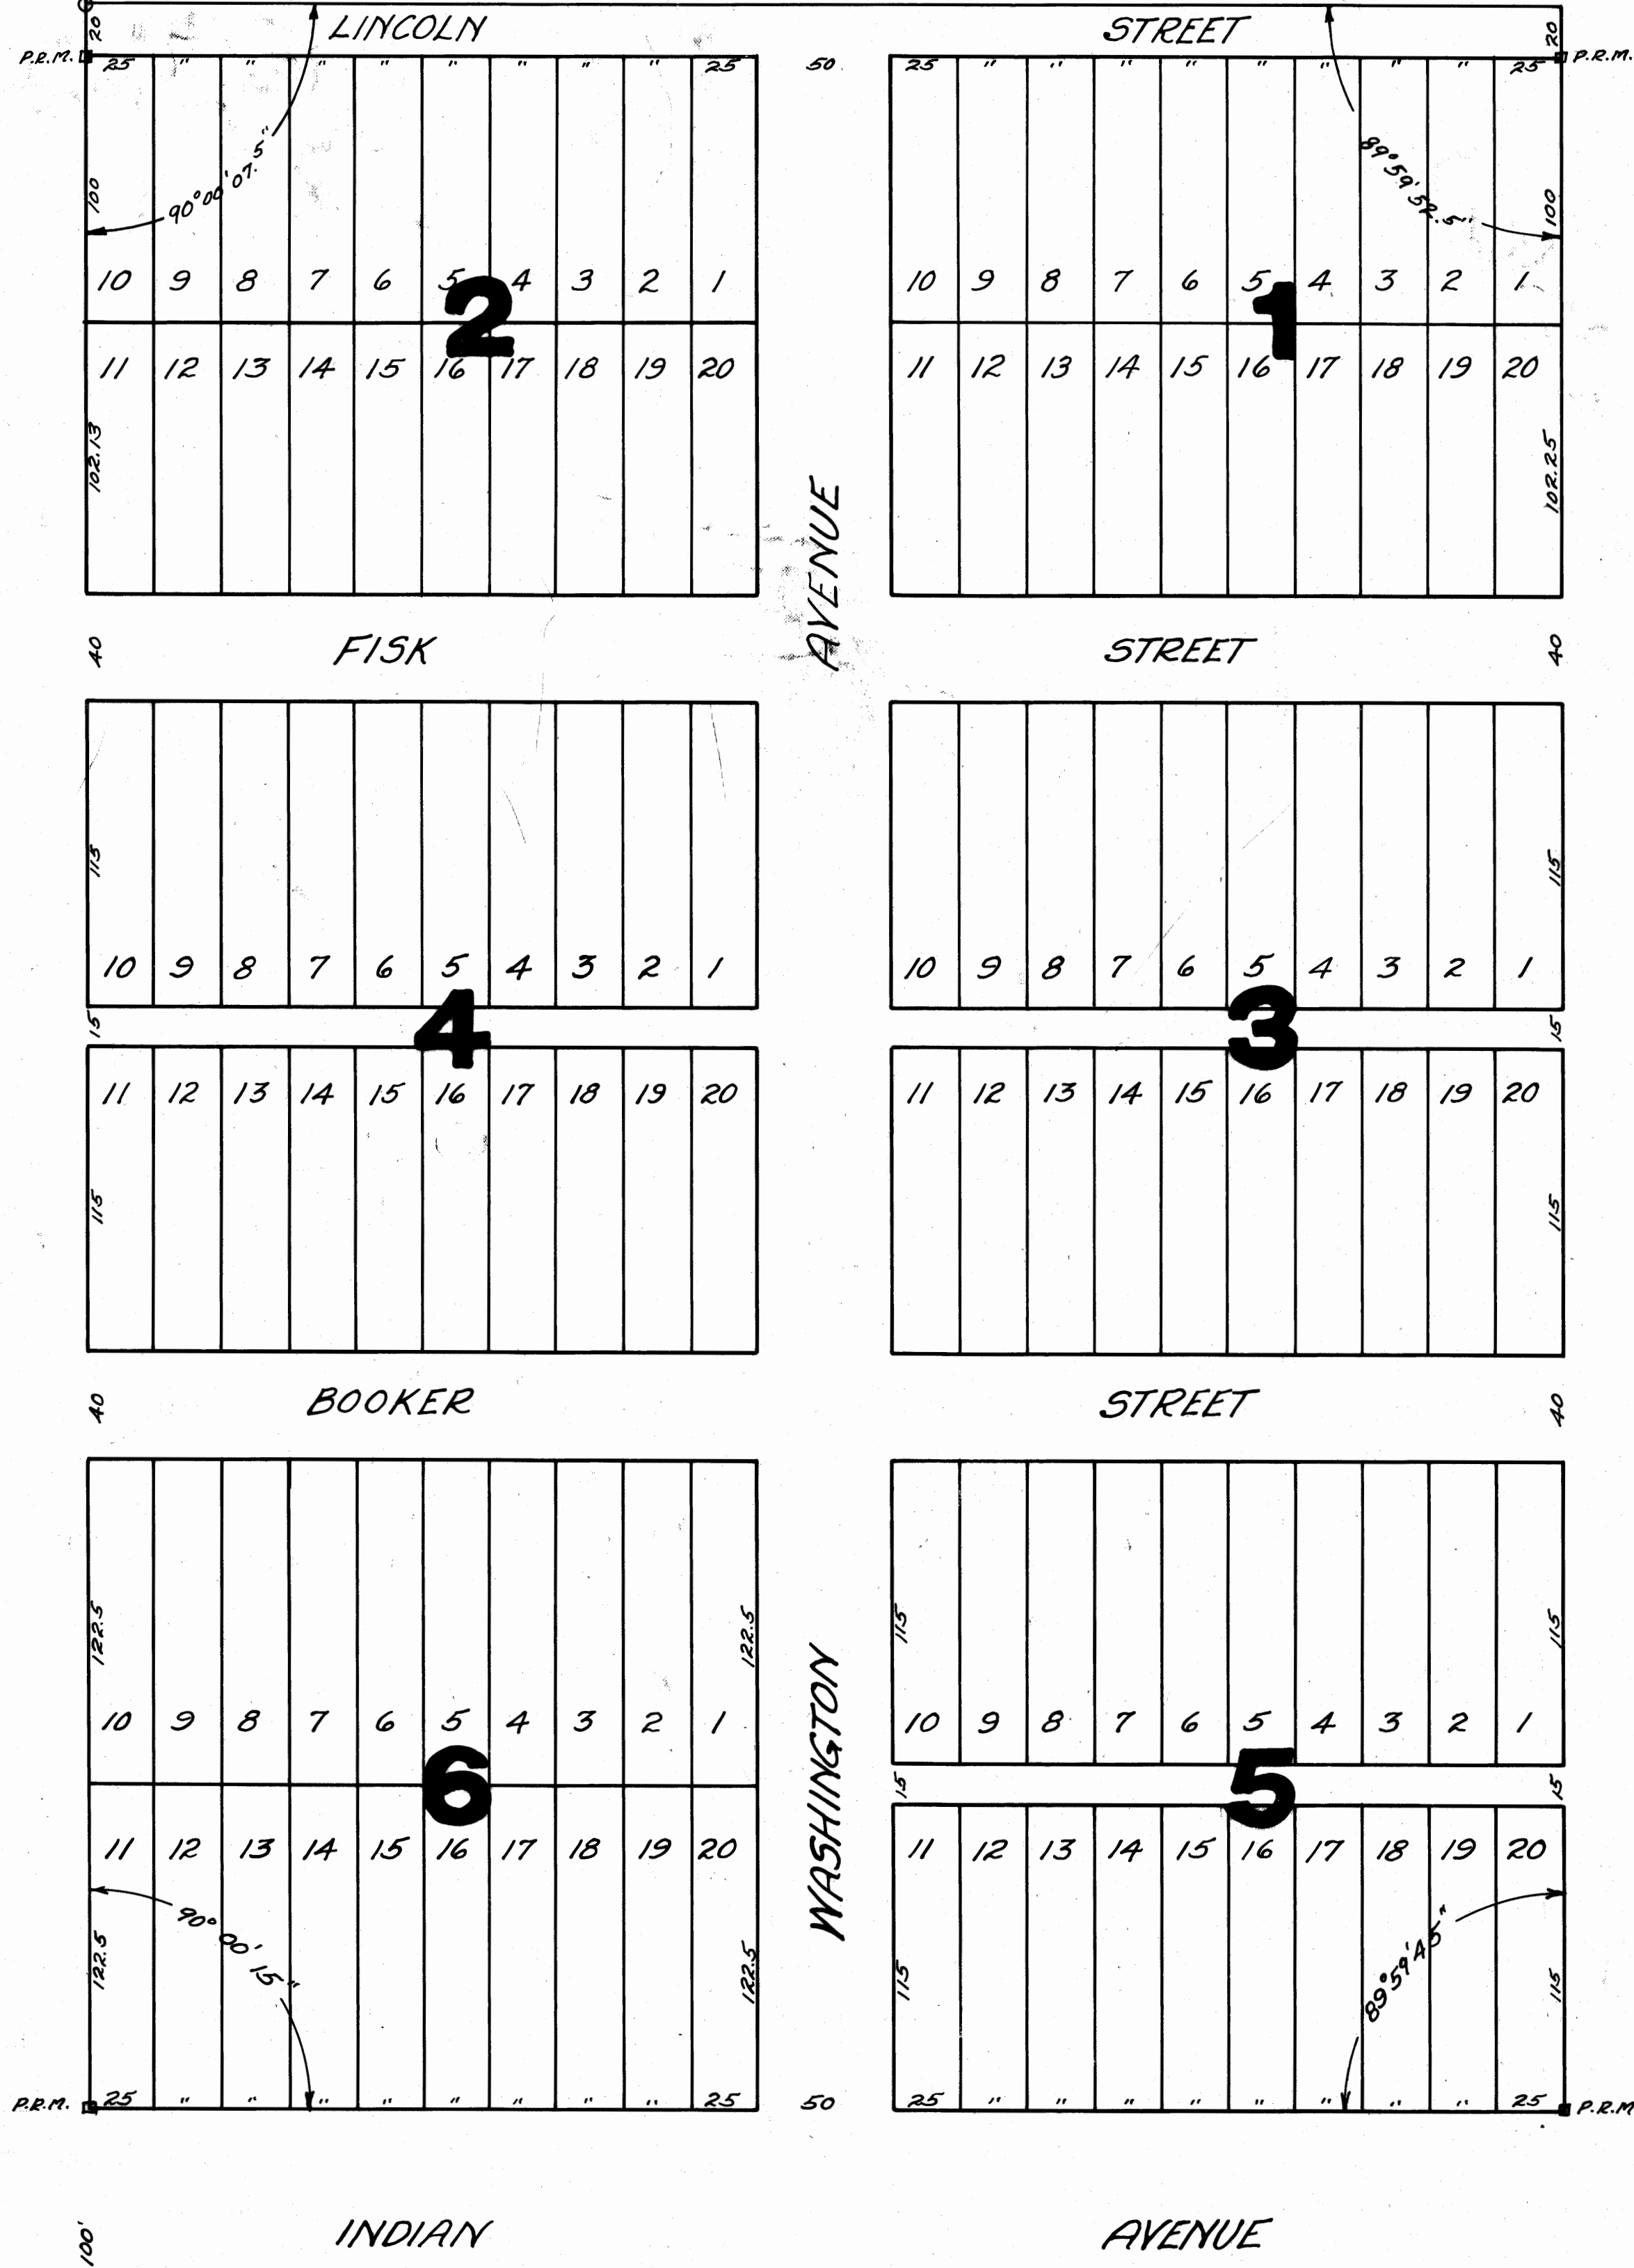 20 LINCOLN STREET 20
P.R.M. 25 " " " " " " " " 25 50 25 " " " " " " " " 25 P.R.M.
100 90°00'07.5" 89°59'52.5" 100
10 9 8 7 6 5 4 3 2 1 10 9 8 7 6 5 4 3 2 1
2 1
11 12 13 14 15 16 17 18 19 20 11 12 13 14 15 16 17 18 19 20
102.13 102.25
AVENUE
40 FISK STREET 40
115 115
10 9 8 7 6 5 4 3 2 1 10 9 8 7 6 5 4 3 2 1
15 4 3 15
11 12 13 14 15 16 17 18 19 20 11 12 13 14 15 16 17 18 19 20
115 115
40 BOOKER STREET 40
122.5 122.5 115 115
10 9 8 7 6 5 4 3 2 1 10 9 8 7 6 5 4 3 2 1
6 15 5 15
WASHINGTON
11 12 13 14 15 16 17 18 19 20 11 12 13 14 15 16 17 18 19 20
90°00'15" 89°59'45"
122.5 122.5 115 115
P.R.M. 25 " " " " " " " " 25 50 25 " " " " " " " " 25 P.R.M.
100' INDIAN AVENUE